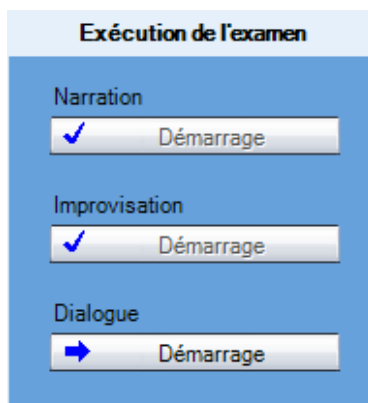 Exécution de l'examen
Narration
Démarrage
Improvisation
Démarrage
Dialogue
Démarrage